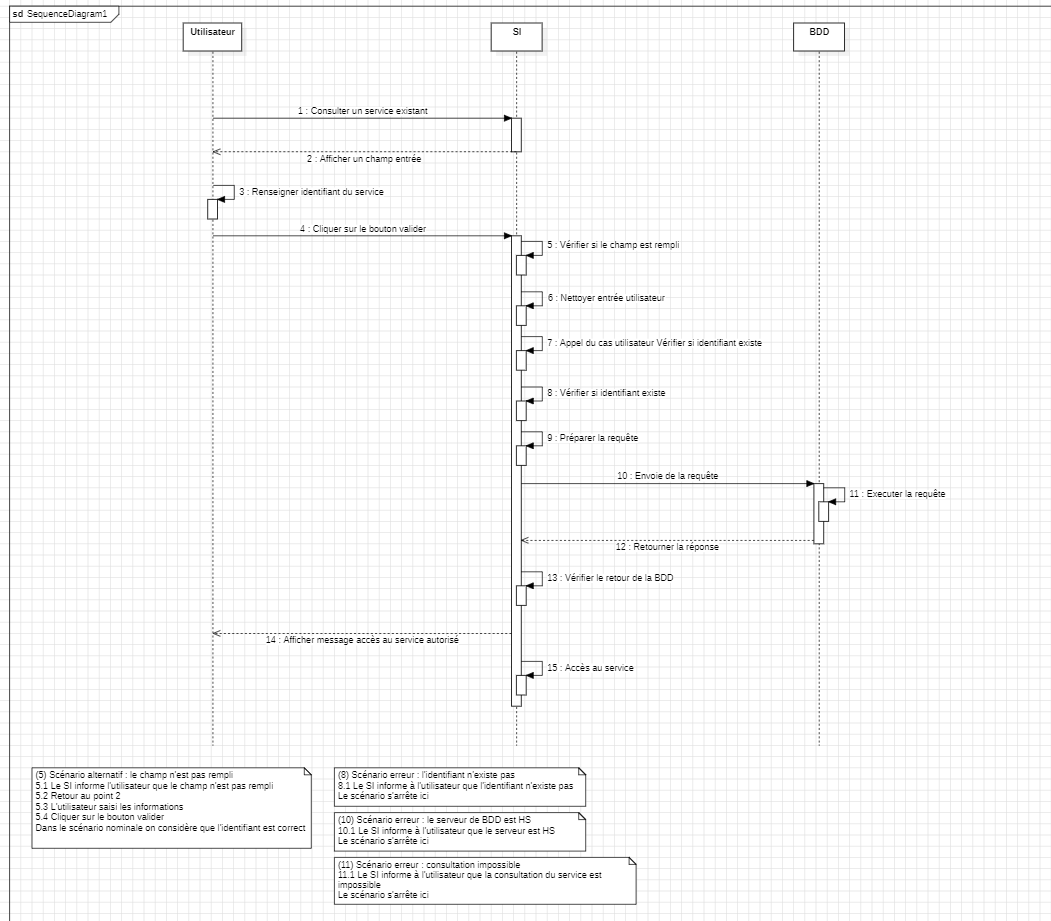 sd SequenceDiagram1
Utilisateur
SI
BDD
1 : Consulter un service existant
2 : Afficher un champ entrée
3 : Renseigner identifiant du service
4 : Cliquer sur le bouton valider
5 : Vérifier si le champ est rempli
6 : Nettoyer entrée utilisateur
7 : Appel du cas utilisateur Vérifier si identifiant existe
8 : Vérifier si identifiant existe
9 : Préparer la requête
10 : Envoie de la requête
11 : Executer la requête
12 : Retourner la réponse
13 : Vérifier le retour de la BDD
14 : Afficher message accès au service autorisé
15 : Accès au service
(5) Scénario alternatif : le champ n'est pas rempli
5.1 Le SI informe l'utilisateur que le champ n'est pas rempli
5.2 Retour au point 2
5.3 L'utilisateur saisi les informations
5.4 Cliquer sur le bouton valider
Dans le scénario nominale on considère que l'identifiant est correct
(8) Scénario erreur : l'identifiant n'existe pas
8.1 Le SI informe à l'utilisateur que l'identifiant n'existe pas
Le scénario s'arrête ici
(10) Scénario erreur : le serveur de BDD est HS
10.1 Le SI informe à l'utilisateur que le serveur est HS
Le scénario s'arrête ici
(11) Scénario erreur : consultation impossible
11.1 Le SI informe à l'utilisateur que la consultation du service est
impossible
Le scénario s'arrête ici